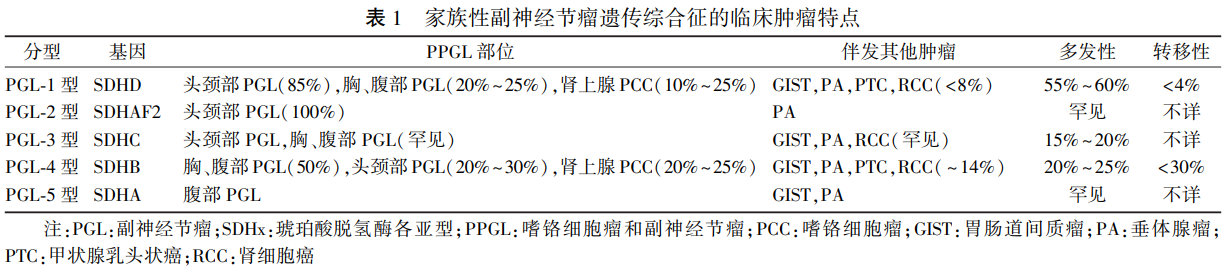 表 1 家族性副神经节瘤遗传综合征的临床肿瘤特点
分型 基因 PPGL 部位 伴发其他肿瘤 多发性 转移性
PGL-1 型 SDHD 头颈部 PGL(85%),胸、腹部 PGL(20%~25%),肾上腺 PCC(10%~25%) GIST,PA,PTC,RCC(<8%) 55%~60% <4%
PGL-2 型 SDHAF2 头颈部 PGL(100%) PA 罕见 不详
PGL-3 型 SDHC 头颈部 PGL,胸、腹部 PGL(罕见) GIST,PA,RCC(罕见) 15%~20% 不详
PGL-4 型 SDHB 胸、腹部 PGL(50%),头颈部 PGL(20%~30%),肾上腺 PCC(20%~25%) GIST,PA,PTC,RCC(~14%) 20%~25% <30%
PGL-5 型 SDHA 腹部 PGL GIST,PA 罕见 不详
注:PGL:副神经节瘤;SDHx:琥珀酸脱氢酶各亚型;PPGL:嗜铬细胞瘤和副神经节瘤;PCC:嗜铬细胞瘤;GIST:胃肠道间质瘤;PA:垂体腺瘤;
PTC:甲状腺乳头状癌;RCC:肾细胞癌